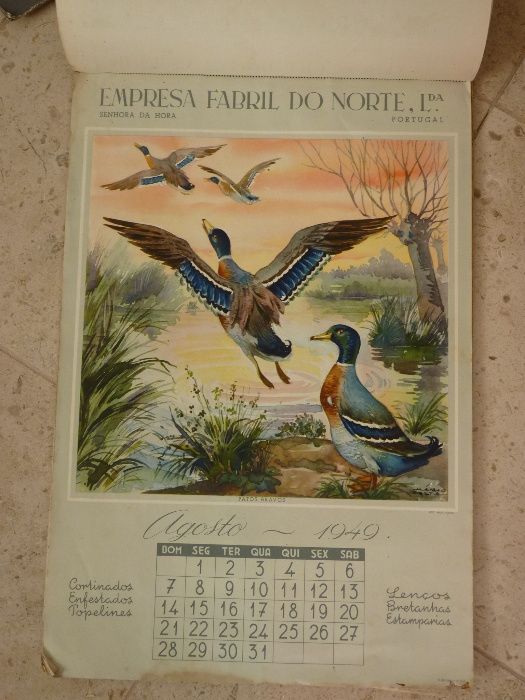 EMPRESA FABRIL DO NORTE, LDA
SENHORA DA HORA
PORTUGAL
PATOS BRAVOS
Agosto ~ 1949.
DOM SEG TER QUA QUI SEX SAB
1 2 3 4 5 6
7 8 9 10 11 12 13
14 15 16 17 18 19 20
21 22 23 24 25 26 27
28 29 30 31
Cortinados
Enfestados
Popelines
Lenços
Bretanhas
Estamparias